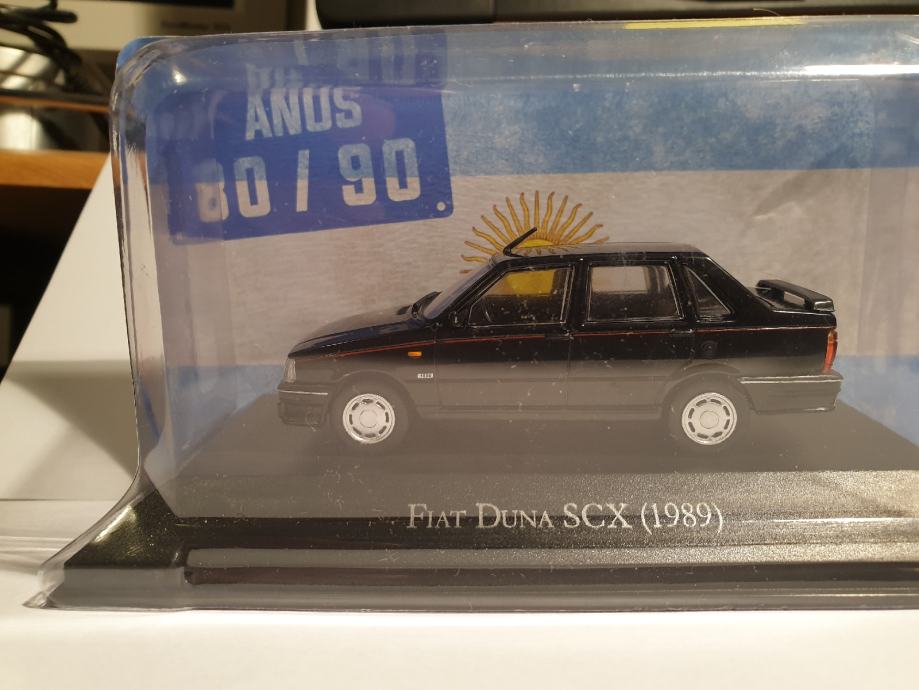 AÑOS
80 / 90
FIAT DUNA SCX (1989)